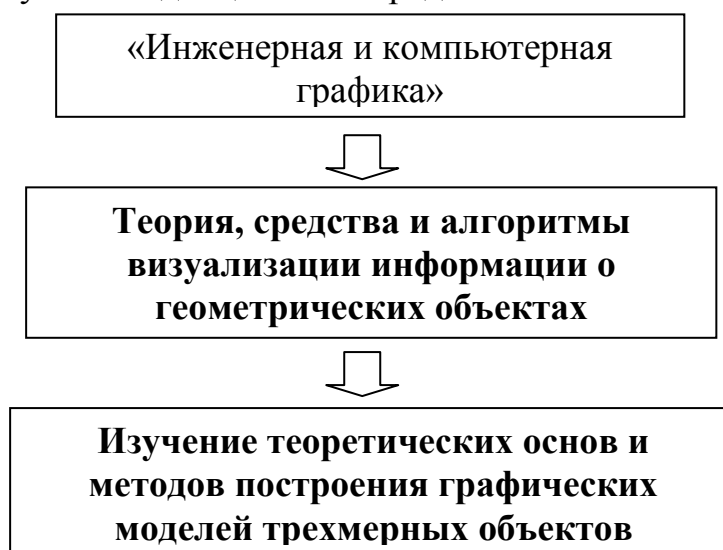 «Инженерная и компьютерная
графика»
Теория, средства и алгоритмы
визуализации информации о
геометрических объектах
Изучение теоретических основ и
методов построения графических
моделей трехмерных объектов